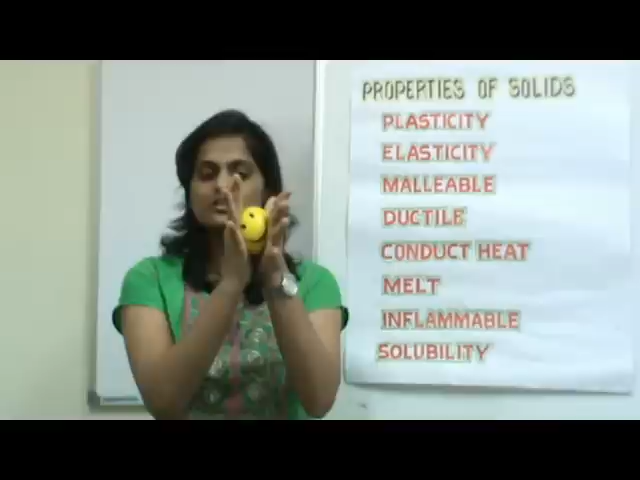 PROPERTIES OF SOLIDS
PLASTICITY
ELASTICITY
MALLEABLE
DUCTILE
CONDUCT HEAT
MELT
INFLAMMABLE
SOLUBILITY